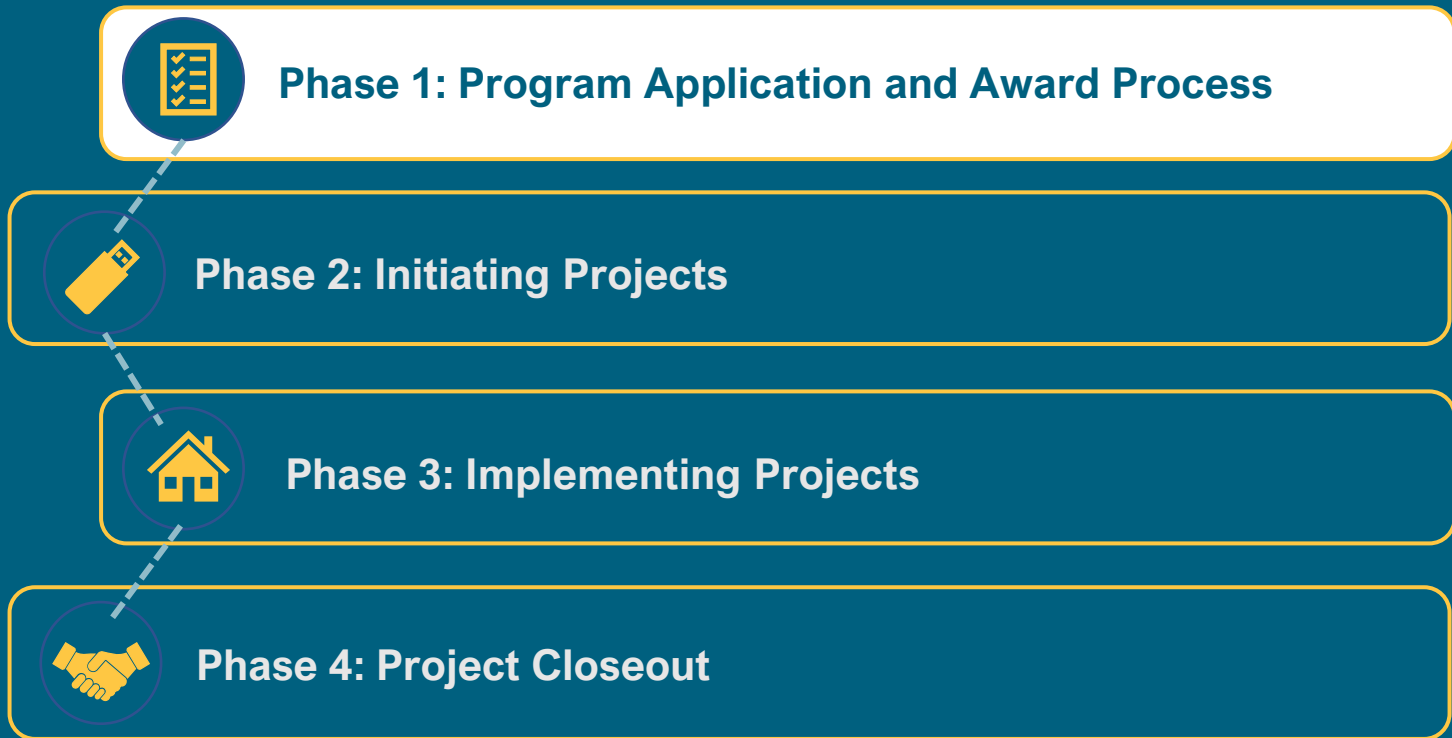 Phase 1: Program Application and Award Process
Phase 2: Initiating Projects
Phase 3: Implementing Projects
Phase 4: Project Closeout